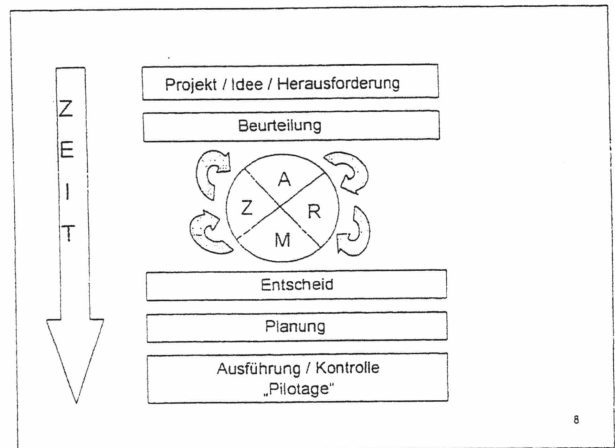 Projekt / Idee / Herausforderung
Beurteilung
Z
E
I
T
A
Z
R
M
Entscheid
Planung
Ausführung / Kontrolle
„Pilotage“
8